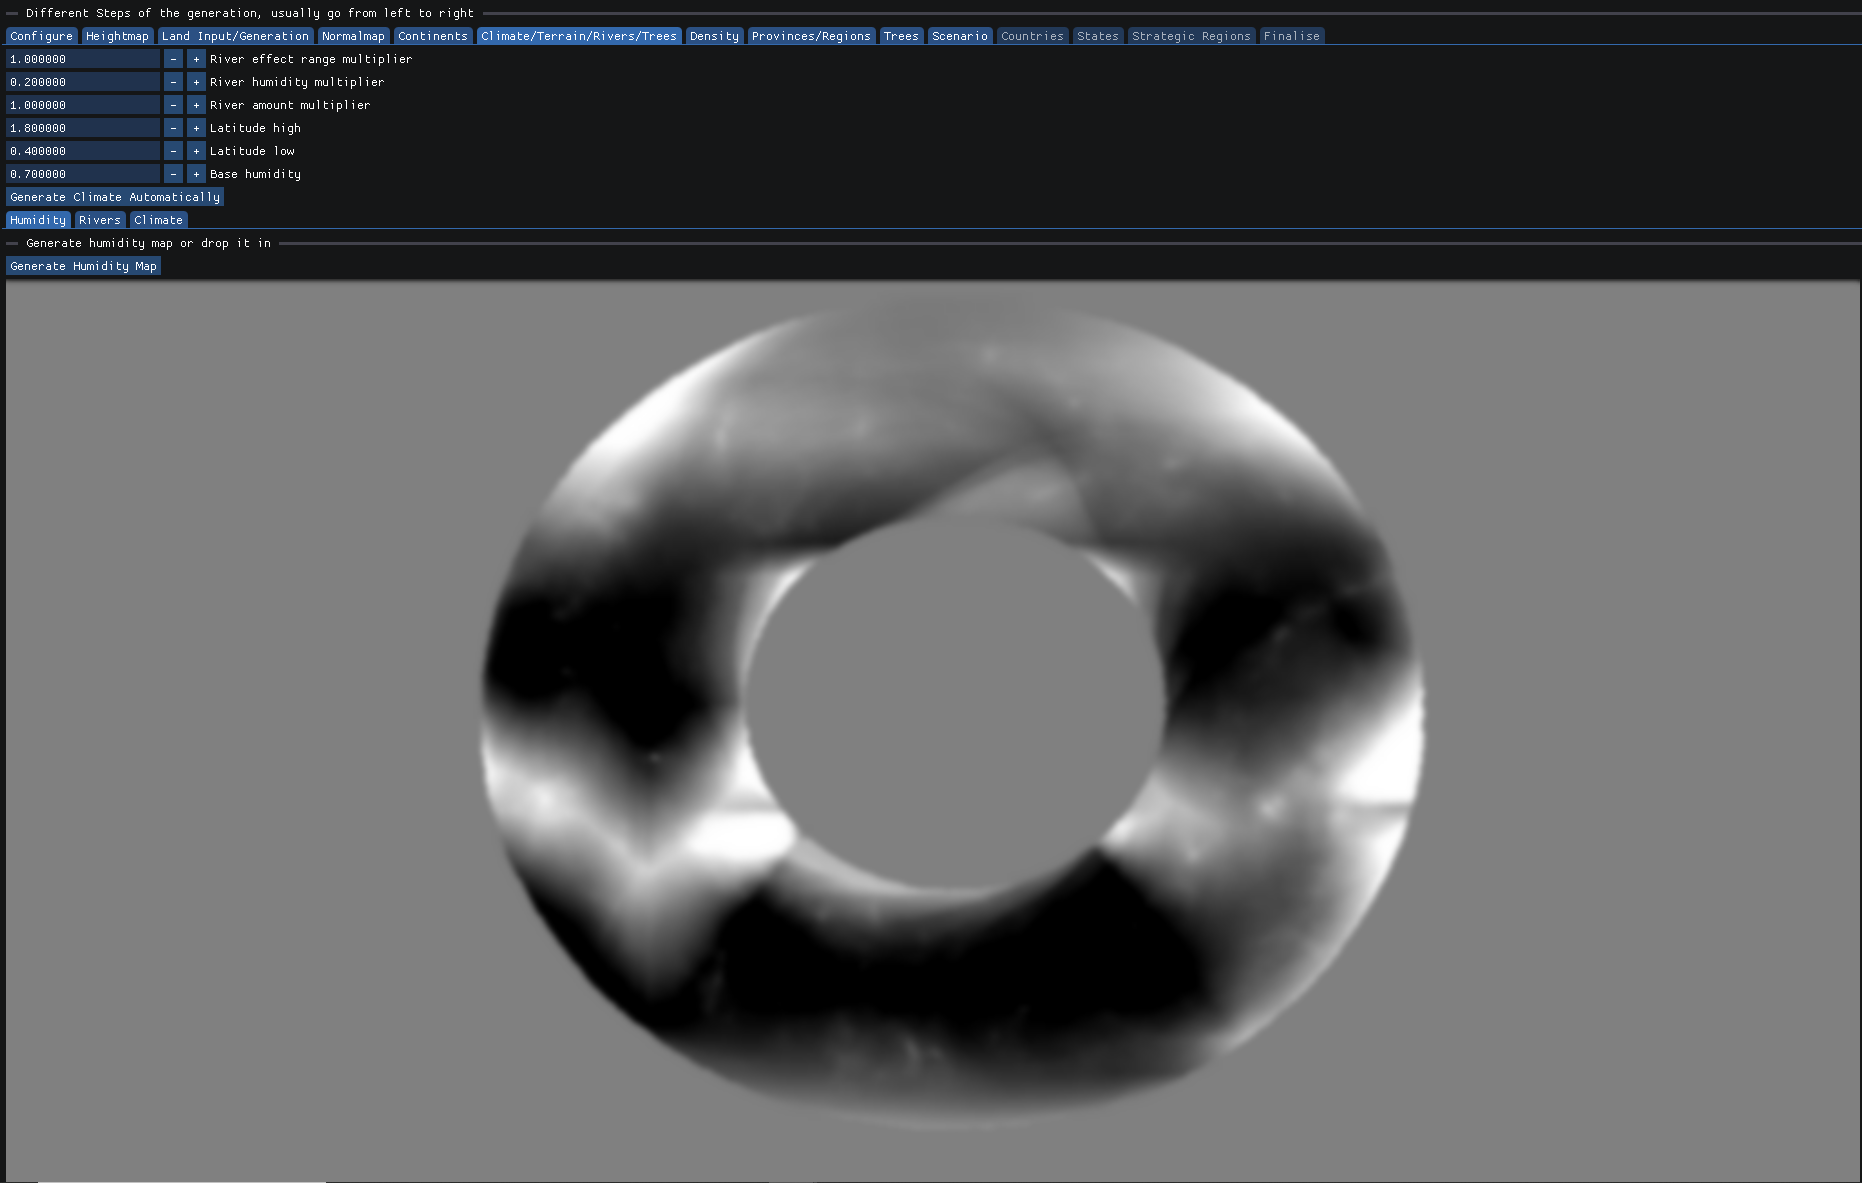 Different Steps of the generation, usually go from left to right
Configure Heightmap Land Input/Generation Normalmap Continents Climate/Terrain/Rivers/Trees Density Provinces/Regions Trees Scenario Countries States Strategic Regions Finalise
1.000000 - + River effect range multiplier
0.200000 - + River humidity multiplier
1.000000 - + River amount multiplier
1.800000 - + Latitude high
0.400000 - + Latitude low
0.700000 - + Base humidity
Generate Climate Automatically
Humidity Rivers Climate
Generate humidity map or drop it in
Generate Humidity Map